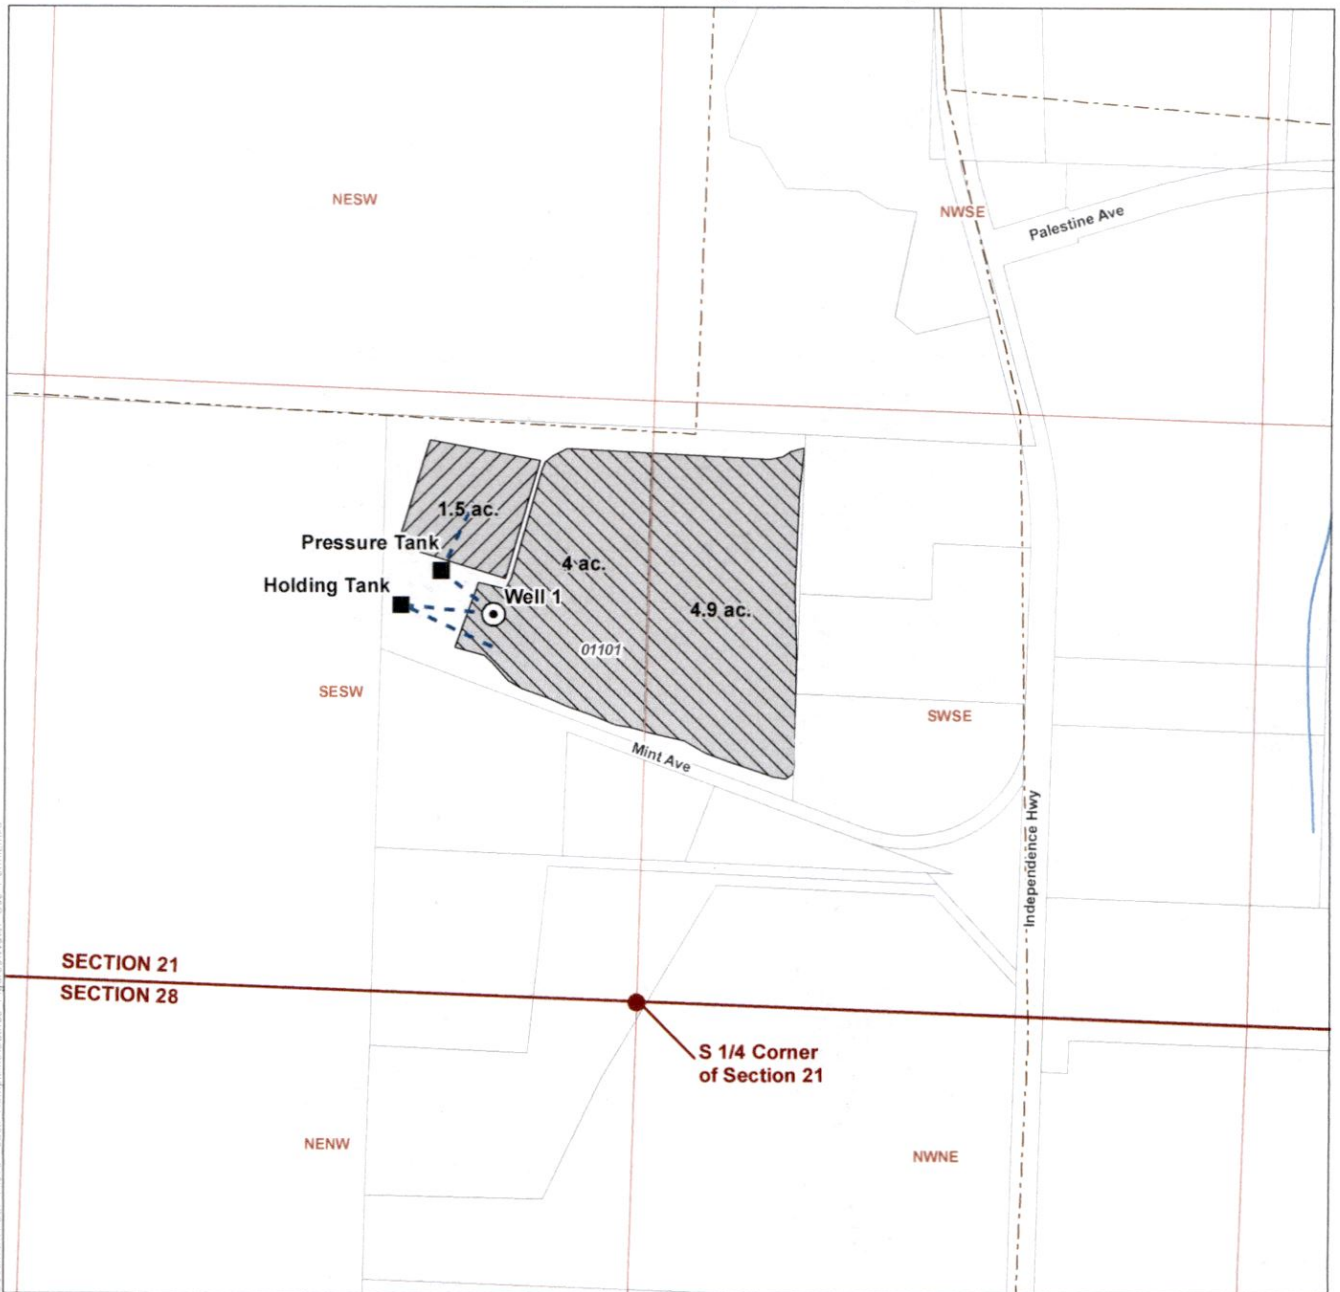 NESW
NWSE
Palestine Ave
1.5 ac.
Pressure Tank
4 ac.
Holding Tank
Well 1
4.9 ac.
01101
SESW
SWSE
Mint Ave
Independence Hwy
SECTION 21
SECTION 28
S 1/4 Corner
of Section 21
NENW
NWNE